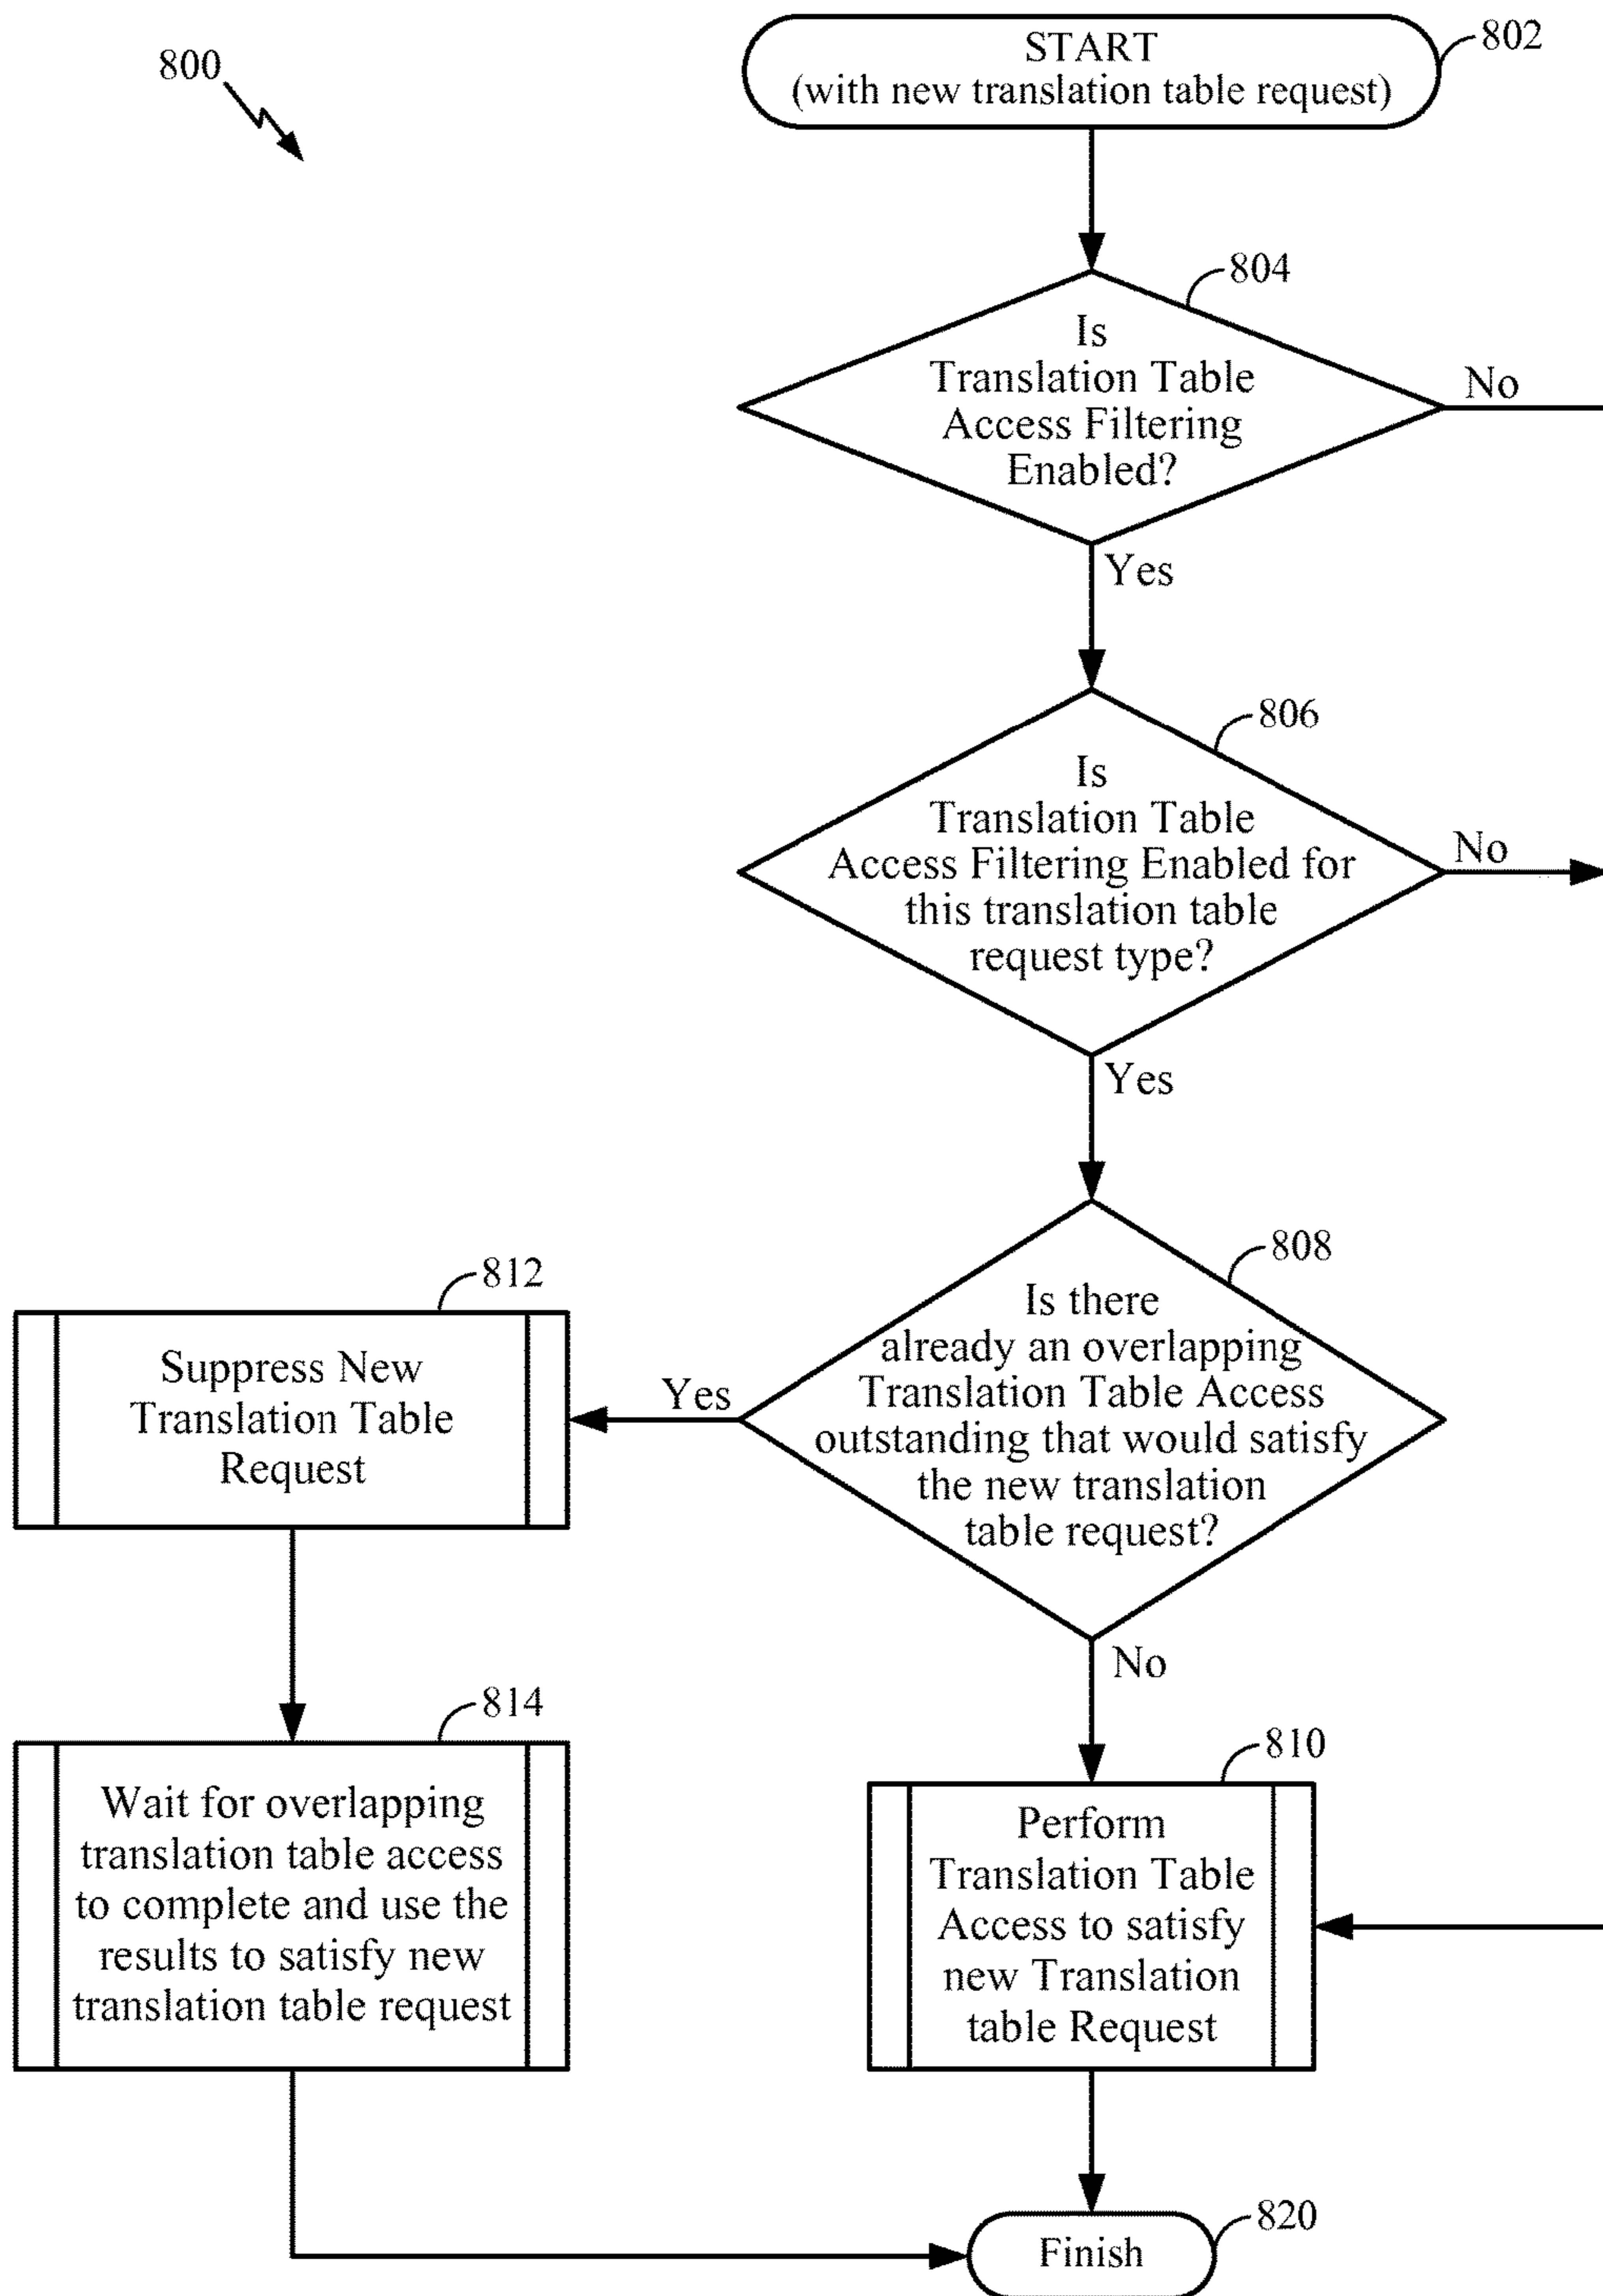 800
START
(with new translation table request)
802
804
Is
Translation Table
Access Filtering
Enabled?
No
Yes
806
Is
Translation Table
Access Filtering Enabled for
this translation table
request type?
No
Yes
808
Is there
already an overlapping
Translation Table Access
outstanding that would satisfy
the new translation
table request?
Yes
No
812
Suppress New
Translation Table
Request
814
Wait for overlapping
translation table access
to complete and use the
results to satisfy new
translation table request
810
Perform
Translation Table
Access to satisfy
new Translation
table Request
820
Finish